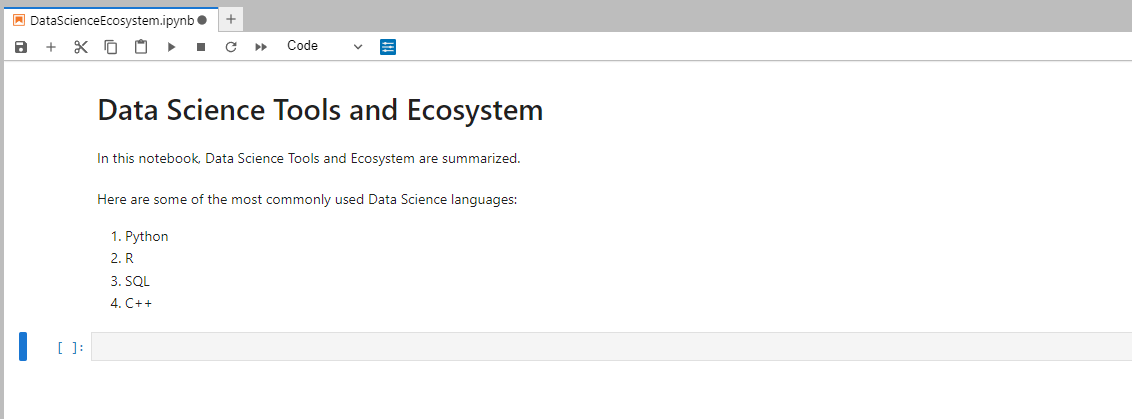 DataScienceEcosystem.ipynb
Code
Data Science Tools and Ecosystem
In this notebook, Data Science Tools and Ecosystem are summarized.
Here are some of the most commonly used Data Science languages:
1. Python
2. R
3. SQL
4. C++
[ ]: